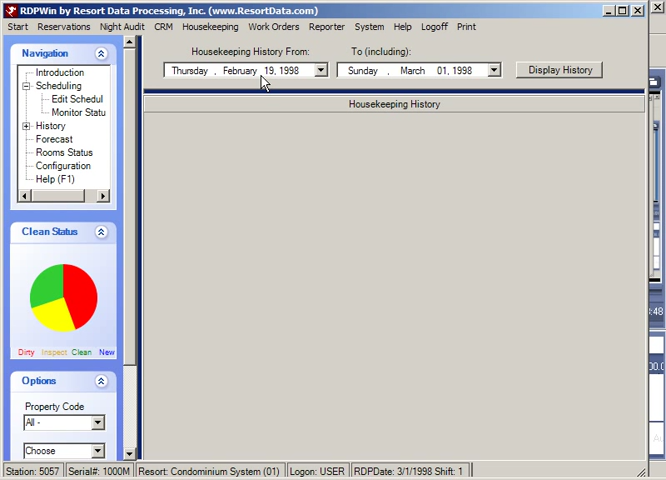 RDPWin by Resort Data Processing, Inc. (www.ResortData.com)
Start Reservations Night Audit CRM Housekeeping Work Orders Reporter System Help Logoff Print
Navigation
Introduction
Scheduling
Edit Schedul
Monitor Statu
History
Forecast
Rooms Status
Configuration
Help (F1)
Clean Status
Dirty Inspect Clean New
Options
Property Code
All -
Choose
Housekeeping History From: To (including):
Thursday , February 19, 1998 Sunday , March 01, 1998 Display History
Housekeeping History
:48
00.0
Station: 5057 Serial#: 1000M Resort: Condominium System (01) Logon: USER RDPDate: 3/1/1998 Shift: 1